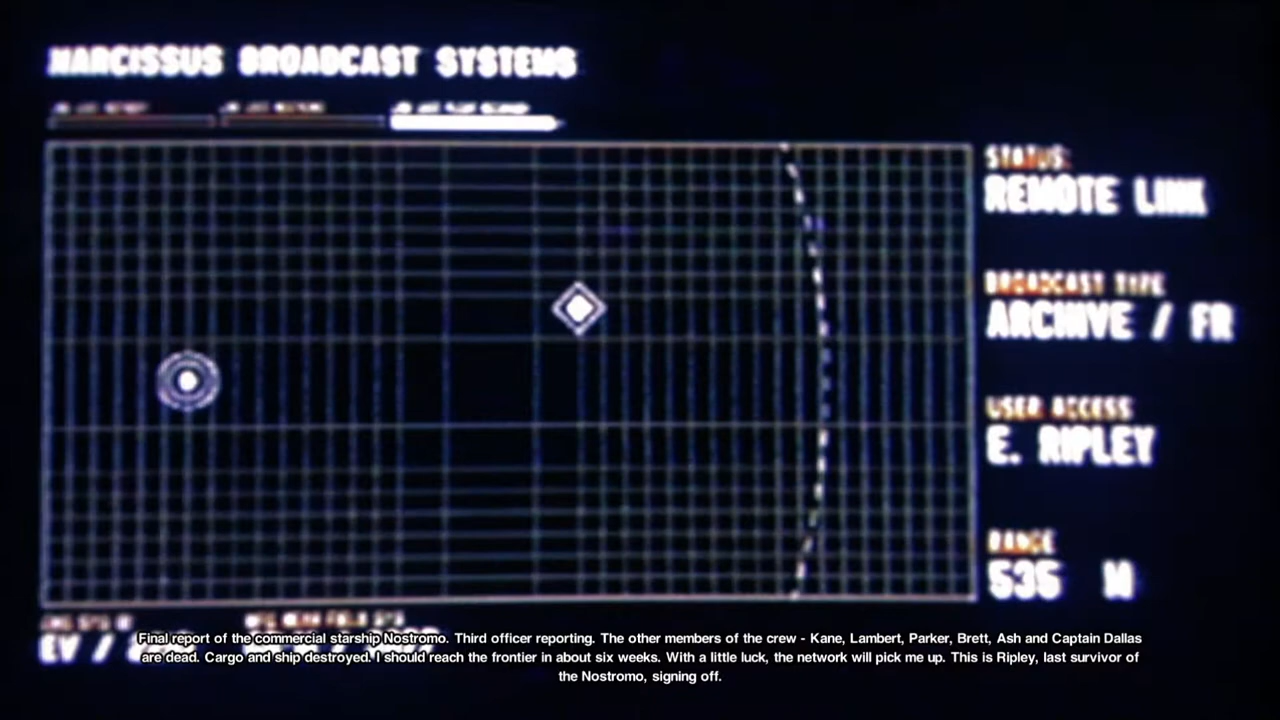 NARCISSUS BROADCAST SYSTEMS
STATUS:
REMOTE LINK
BROADCAST TYPE
ARCHIVE / FR
USER ACCESS
E. RIPLEY
RANGE
535 M
EV /
Final report of the commercial starship Nostromo. Third officer reporting. The other members of the crew - Kane, Lambert, Parker, Brett, Ash and Captain Dallas
are dead. Cargo and ship destroyed. I should reach the frontier in about six weeks. With a little luck, the network will pick me up. This is Ripley, last survivor of
the Nostromo, signing off.